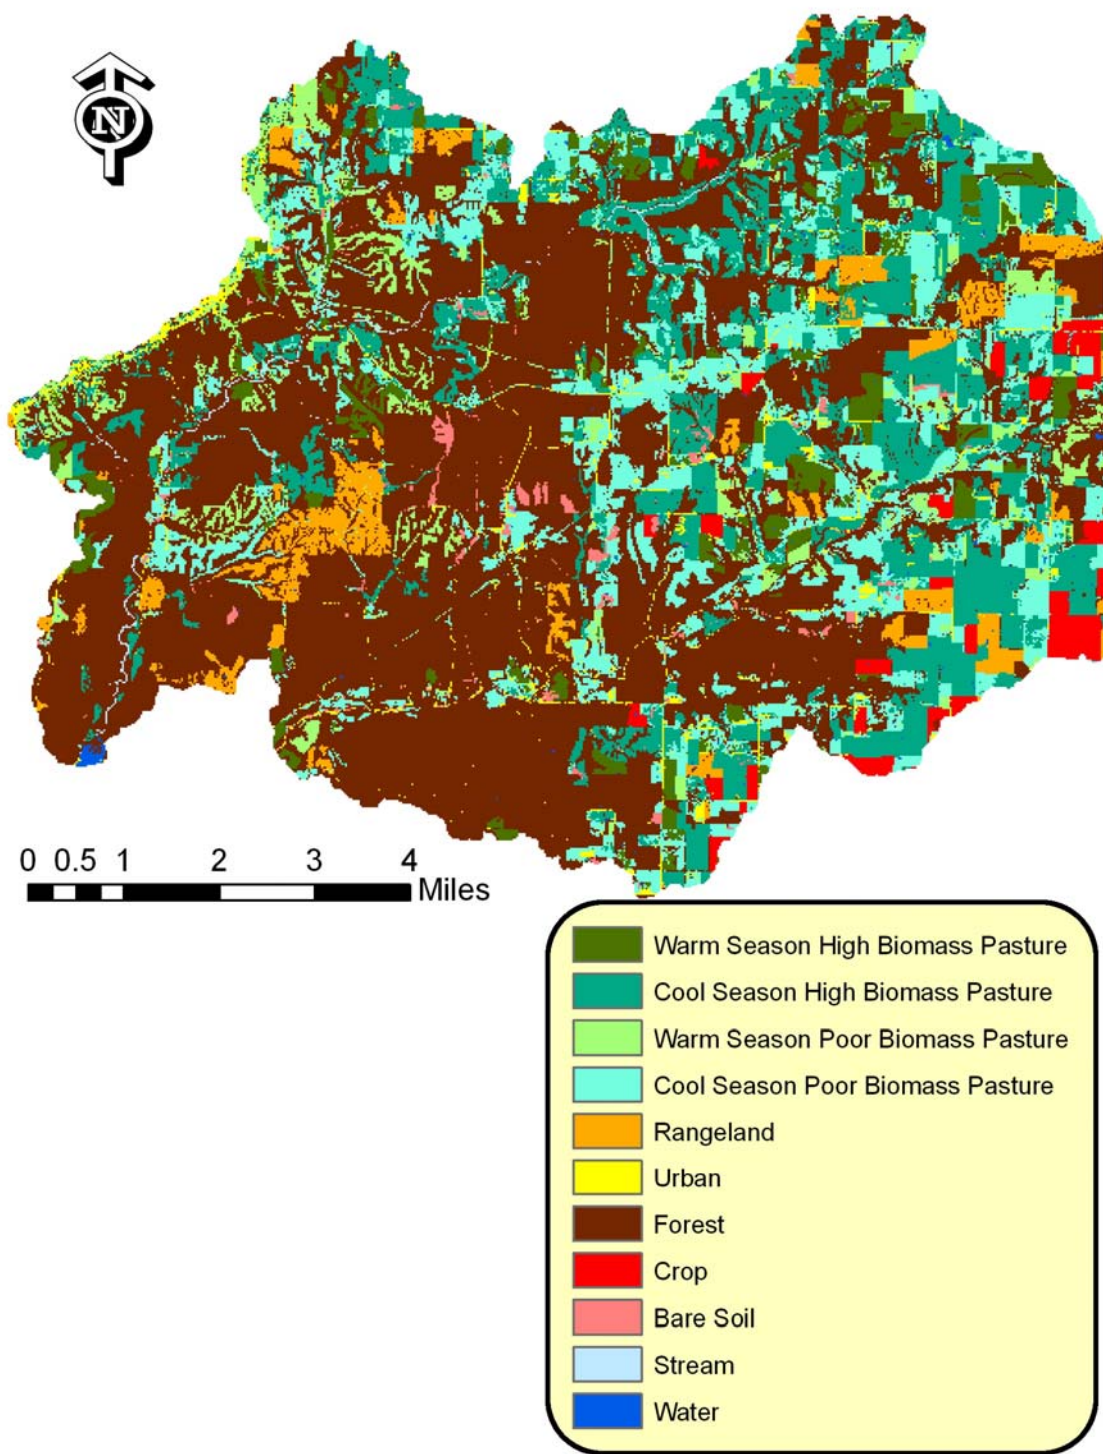 N
0 0.5 1 2 3 4
Miles
Warm Season High Biomass Pasture
Cool Season High Biomass Pasture
Warm Season Poor Biomass Pasture
Cool Season Poor Biomass Pasture
Rangeland
Urban
Forest
Crop
Bare Soil
Stream
Water